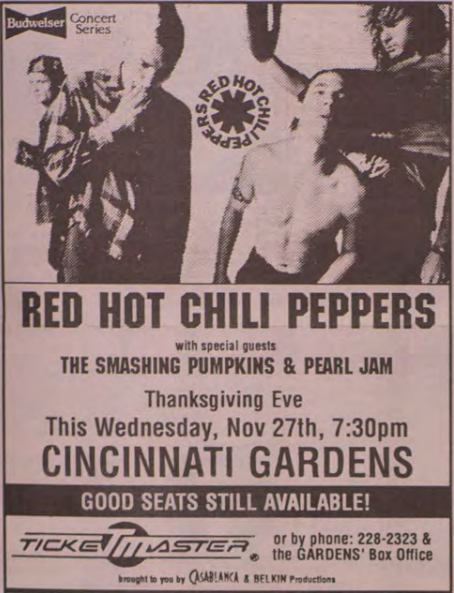 Budweiser
Concert
Series
RED HOT CHILI PEPPERS
RED HOT CHILI PEPPERS
with special guests
THE SMASHING PUMPKINS & PEARL JAM
Thanksgiving Eve
This Wednesday, Nov 27th, 7:30pm
CINCINNATI GARDENS
GOOD SEATS STILL AVAILABLE!
TICKETMASTER®
or by phone: 228-2323 &
the GARDENS' Box Office
brought to you by CASABLANCA & BELKIN Productions